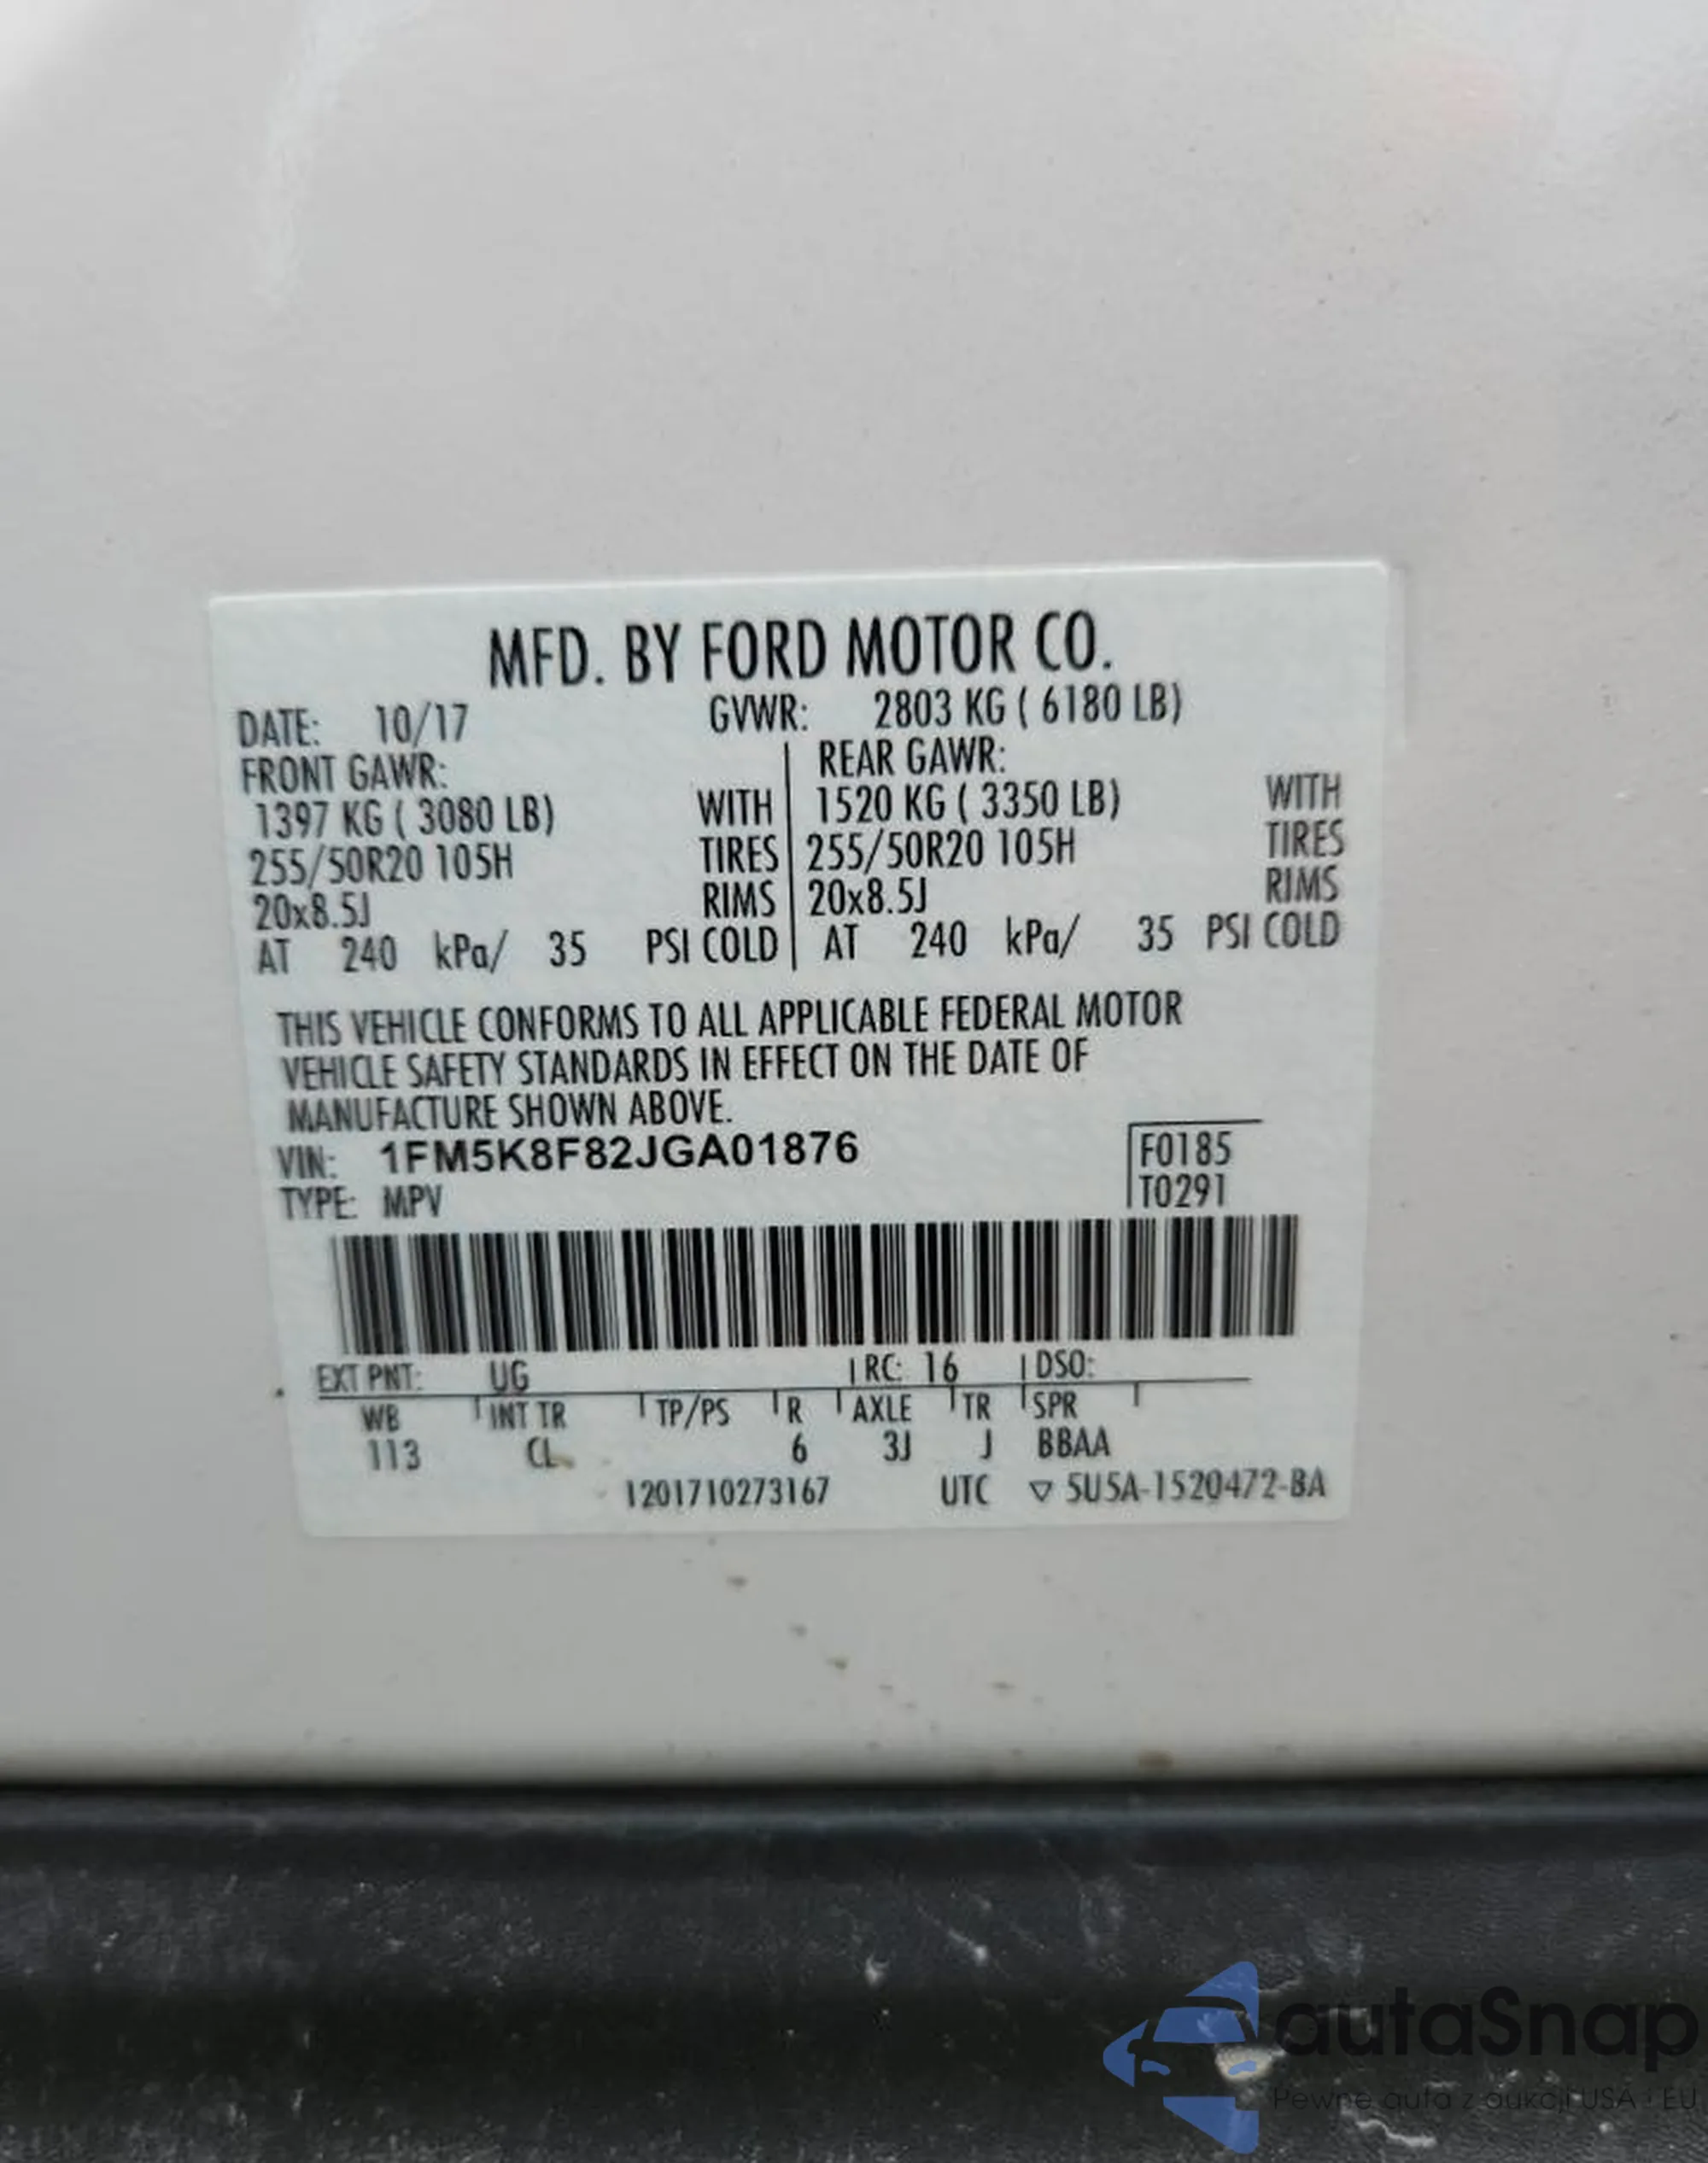 MFD. BY FORD MOTOR CO.
DATE: 10/17 GVWR: 2803 KG ( 6180 LB)
FRONT GAWR: REAR GAWR:
1397 KG ( 3080 LB) WITH 1520 KG ( 3350 LB) WITH
255/50R20 105H TIRES 255/50R20 105H TIRES
20x8.5J RIMS 20x8.5J RIMS
AT 240 kPa/ 35 PSI COLD AT 240 kPa/ 35 PSI COLD
THIS VEHICLE CONFORMS TO ALL APPLICABLE FEDERAL MOTOR
VEHICLE SAFETY STANDARDS IN EFFECT ON THE DATE OF
MANUFACTURE SHOWN ABOVE.
VIN: 1FM5K8F82JGA01876 F0185
TYPE: MPV T0291
EXT PNT: UG RC: 16 DSO:
WB INT TR TP/PS R AXLE TR SPR
113 CL 6 3J J BBAA
1201710273167 UTC ▽ 5U5A-1520472-BA
autaSnap
Pewne auta z aukcji USA i EU